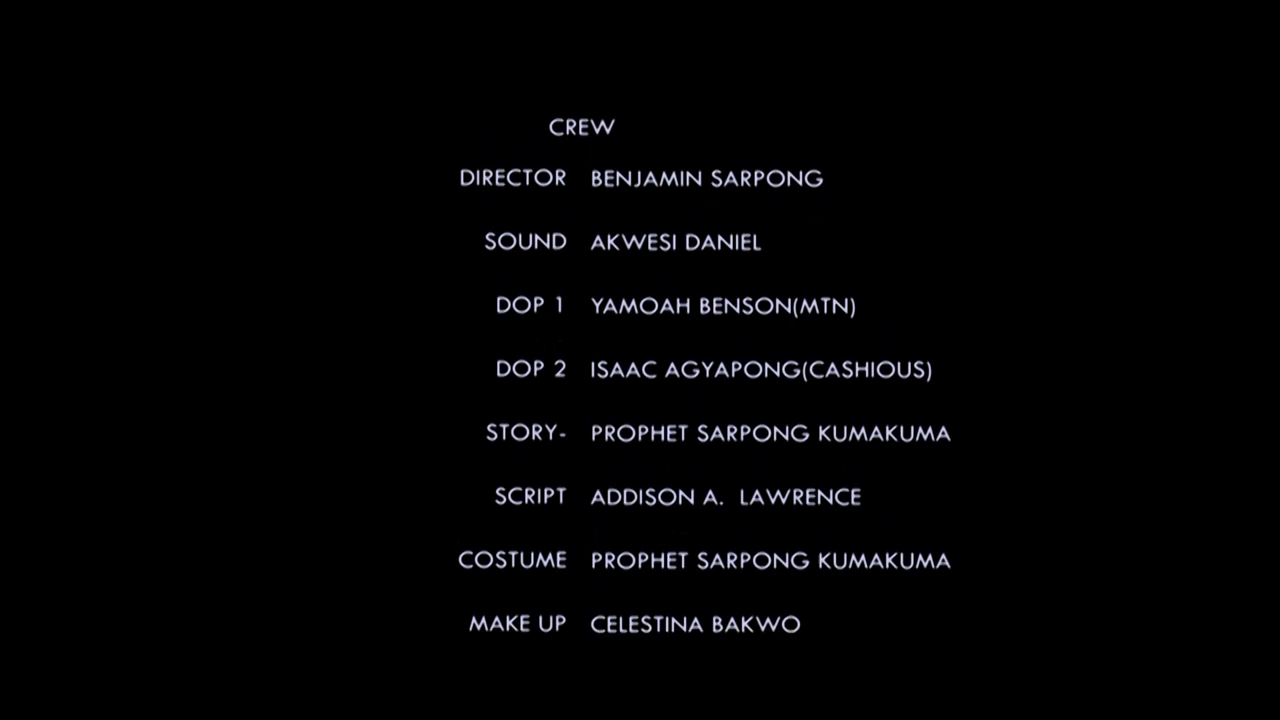 CREW
DIRECTOR BENJAMIN SARPONG
SOUND AKWESI DANIEL
DOP 1 YAMOAH BENSON(MTN)
DOP 2 ISAAC AGYAPONG(CASHIOUS)
STORY- PROPHET SARPONG KUMAKUMA
SCRIPT ADDISON A. LAWRENCE
COSTUME PROPHET SARPONG KUMAKUMA
MAKE UP CELESTINA BAKWO